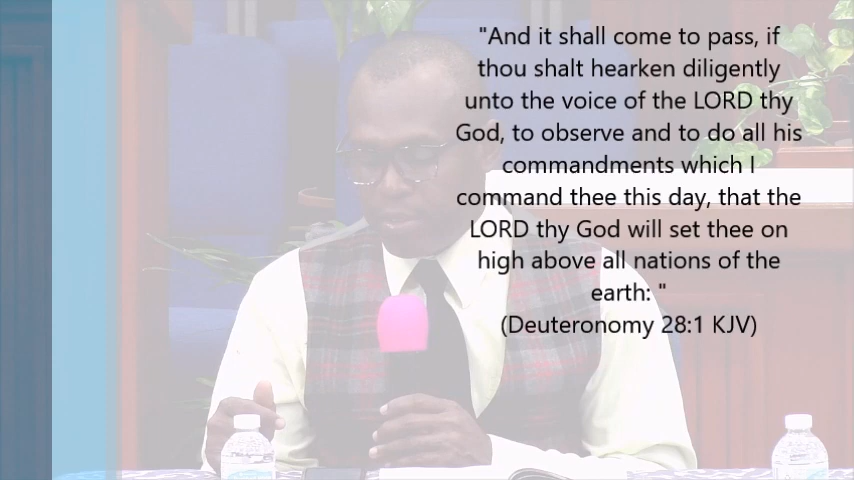 "And it shall come to pass, if
thou shalt hearken diligently
unto the voice of the LORD thy
God, to observe and to do all his
commandments which I
command thee this day, that the
LORD thy God will set thee on
high above all nations of the
earth: "
(Deuteronomy 28:1 KJV)